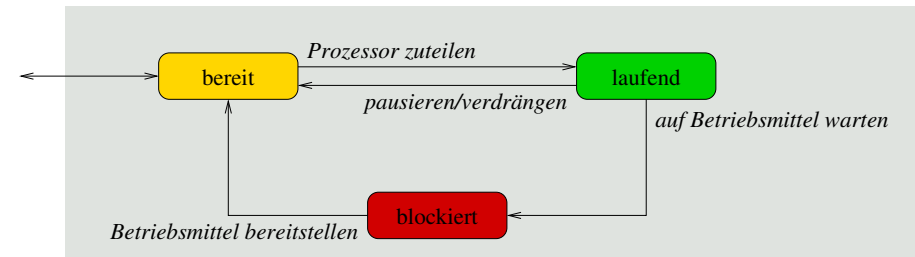 Prozessor zuteilen
bereit
laufend
pausieren/verdrängen
auf Betriebsmittel warten
blockiert
Betriebsmittel bereitstellen